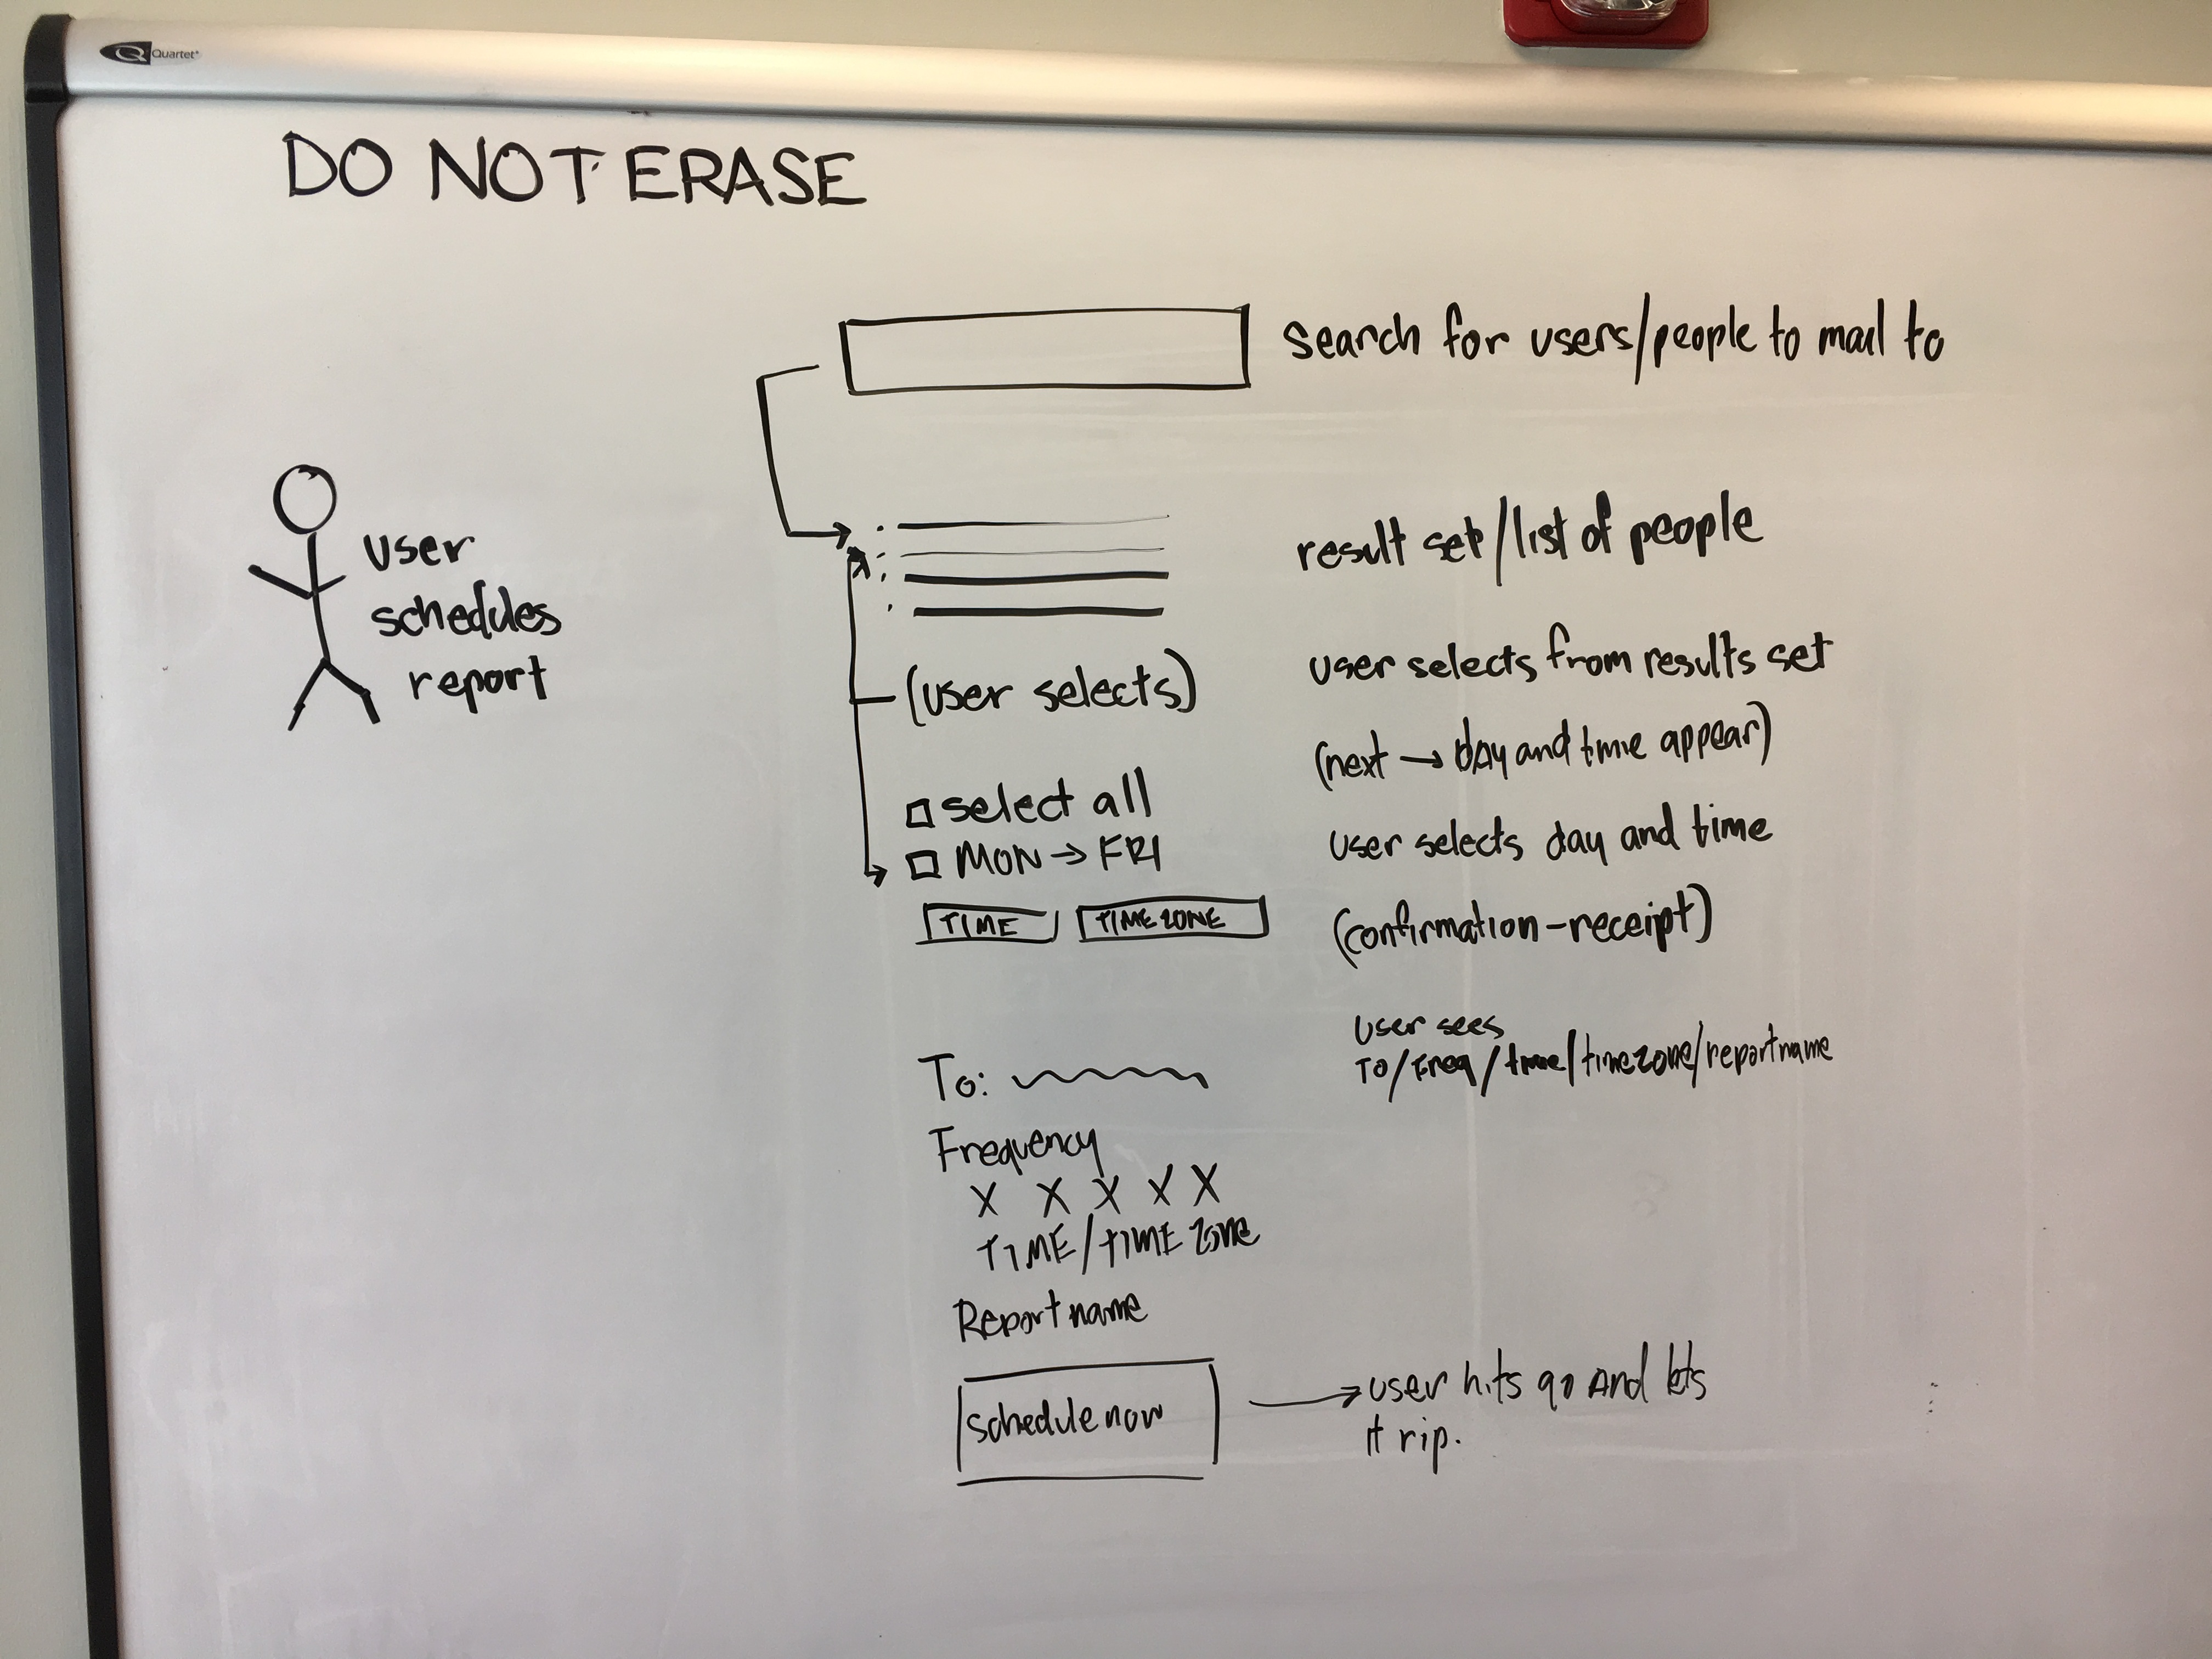 Quartet
DO NOT ERASE
search for users/people to mail to
user
schedules
report
result set/list of people
(user selects)
user selects from results set
(next → day and time appear)
select all
MON → FRI
user selects day and time
TIME
TIME ZONE
(confirmation-receipt)
User sees
TO/Freq/time/timezone/reportname
To:
Frequency
X X X X X
TIME/TIME Zone
Report name
schedule now
→ user hits go and lets
it rip.